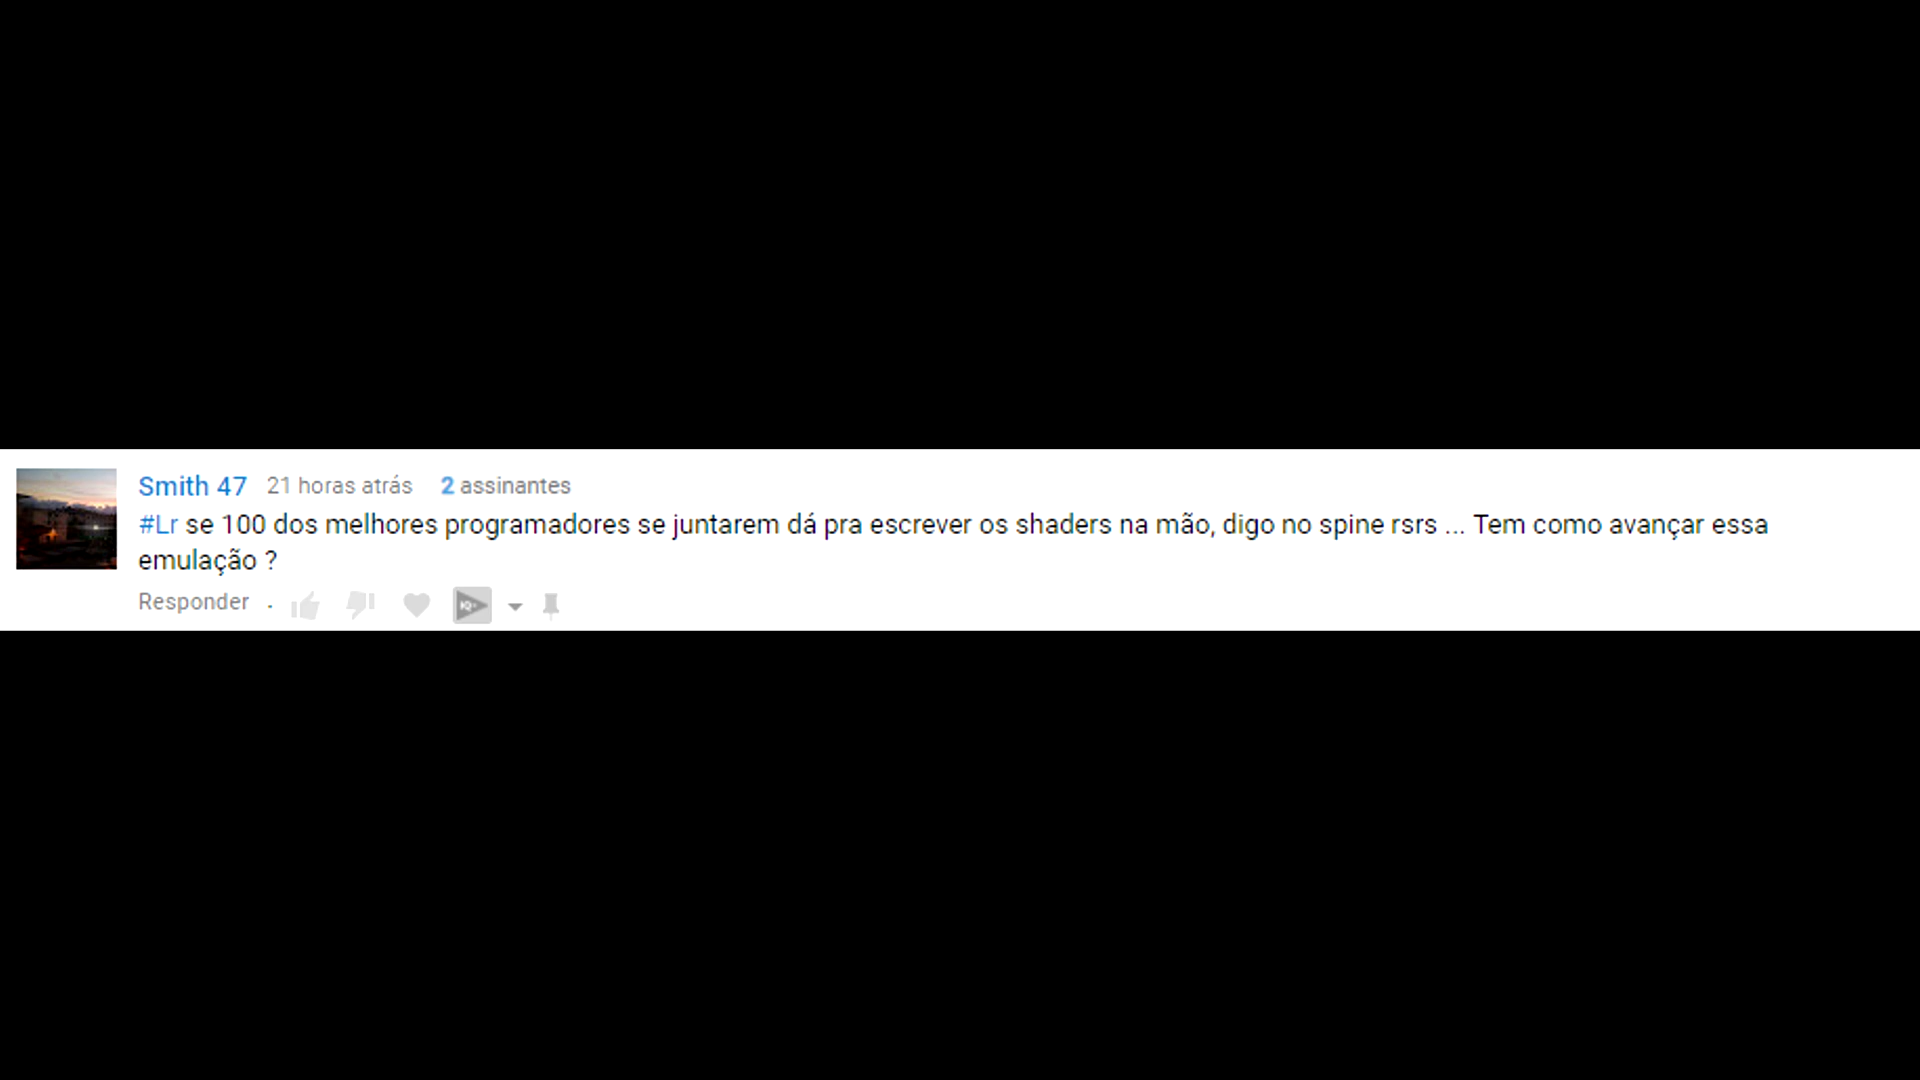 Smith 47 21 horas atrás 2 assinantes
#Lr se 100 dos melhores programadores se juntarem dá pra escrever os shaders na mão, digo no spine rsrs ... Tem como avançar essa
emulação ?
Responder .